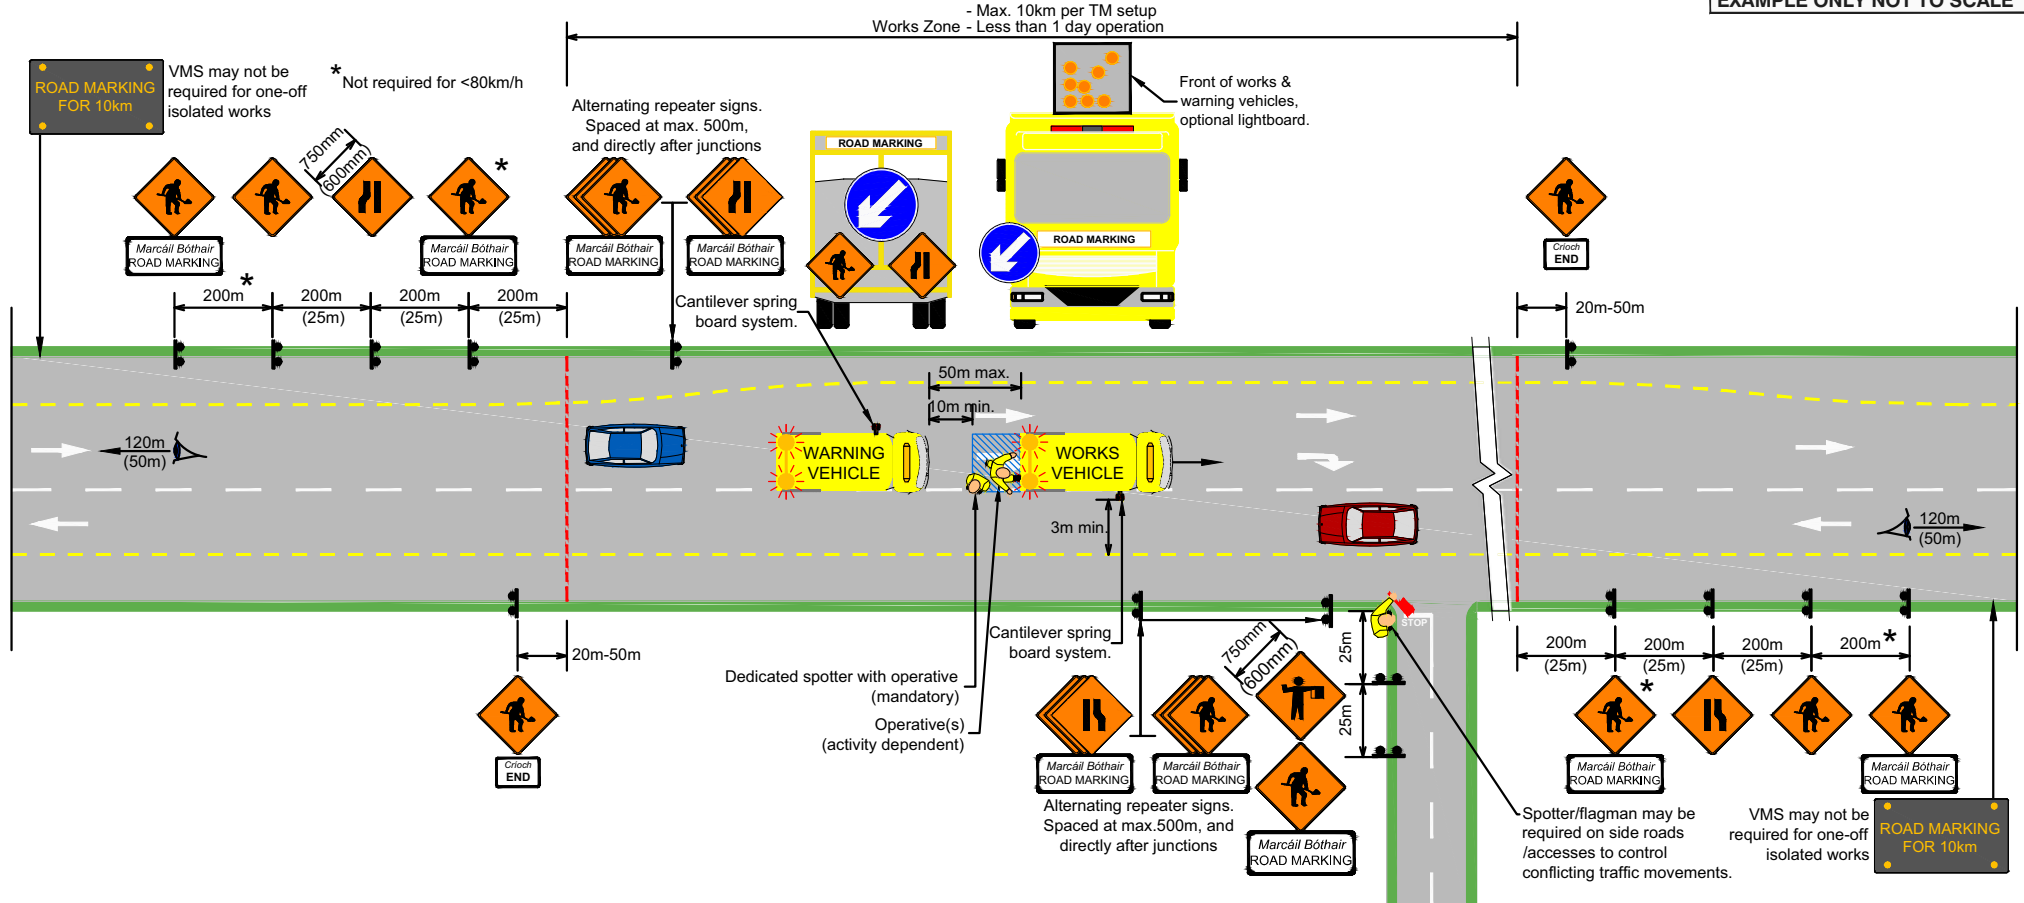 - Max. 10km per TM setup
Works Zone - Less than 1 day operation
EXAMPLE ONLY NOT TO SCALE
ROAD MARKING
FOR 10km
VMS may not be
required for one-off
isolated works
*Not required for <80km/h
750mm
(600mm)
*
Marcáil Bóthair
ROAD MARKING
Marcáil Bóthair
ROAD MARKING
Alternating repeater signs.
Spaced at max. 500m,
and directly after junctions
Marcáil Bóthair
ROAD MARKING
Marcáil Bóthair
ROAD MARKING
ROAD MARKING
ROAD MARKING
Front of works &
warning vehicles,
optional lightboard.
Críoch
END
*
200m
200m
(25m)
200m
(25m)
200m
(25m)
Cantilever spring
board system.
20m-50m
50m max.
10m min.
120m
(50m)
WARNING
VEHICLE
WORKS
VEHICLE
3m min.
120m
(50m)
20m-50m
Críoch
END
Dedicated spotter with operative
(mandatory)
Operative(s)
(activity dependent)
Cantilever spring
board system.
STOP
25m
25m
750mm
(600mm)
Marcáil Bóthair
ROAD MARKING
Marcáil Bóthair
ROAD MARKING
Alternating repeater signs.
Spaced at max.500m, and
directly after junctions
Marcáil Bóthair
ROAD MARKING
Spotter/flagman may be
required on side roads
/accesses to control
conflicting traffic movements.
200m
(25m)
200m
(25m)
200m
(25m)
200m*
*
Marcáil Bóthair
ROAD MARKING
Marcáil Bóthair
ROAD MARKING
VMS may not be
required for one-off
isolated works
ROAD MARKING
FOR 10km